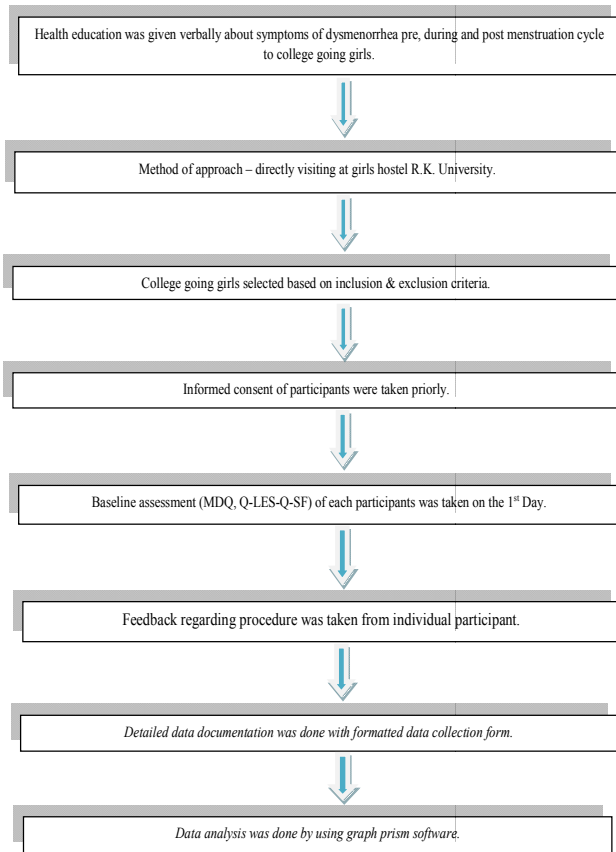 Health education was given verbally about symptoms of dysmenorrhea pre, during and post menstruation cycle
to college going girls.
Method of approach – directly visiting at girls hostel R.K. University.
College going girls selected based on inclusion & exclusion criteria.
Informed consent of participants were taken priorly.
Baseline assessment (MDQ, Q-LES-Q-SF) of each participants was taken on the 1st Day.
Feedback regarding procedure was taken from individual participant.
Detailed data documentation was done with formatted data collection form.
Data analysis was done by using graph prism software.